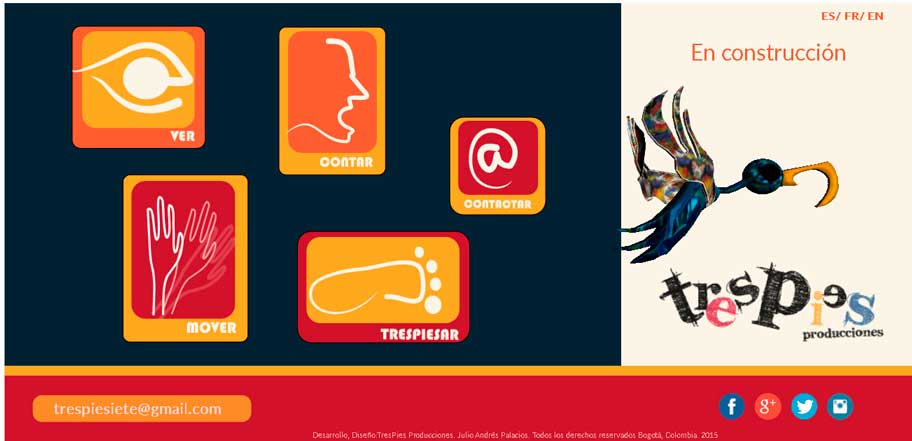 ES/ FR/ EN
En construcción
VER
CONTAR
@
CONTACTAR
MOVER
TRESPIESAR
tresPies
producciones
trespiesiete@gmail.com
f
g+
Desarrollo, Diseño:TresPies Producciones. Julio Andrés Palacios. Todos los derechos reservados Bogotá, Colombia. 2015